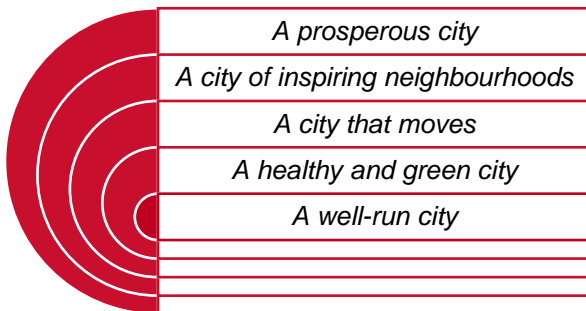 A prosperous city
A city of inspiring neighbourhoods
A city that moves
A healthy and green city
A well-run city